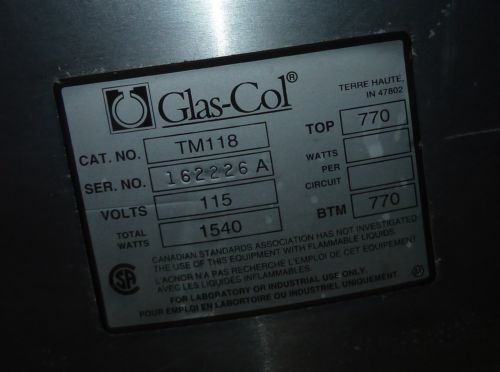 Glas-Col®
TERRE HAUTE,
IN 47802
CAT. NO. TM118
SER. NO. 162226 A
VOLTS 115
TOTAL
WATTS 1540
TOP 770
WATTS
PER
CIRCUIT
BTM 770
CANADIAN STANDARDS ASSOCIATION HAS NOT INVESTIGATED
THE USE OF THIS EQUIPMENT WITH FLAMMABLE LIQUIDS.
L'ACNOR N'A PAS RECHERCHE L'EMPLOI DE CET EQUIPEMENT
AVEC LES LIQUIDES INFLAMMABLES.
FOR LABORATORY OR INDUSTRIAL USE ONLY.
POUR EMPLOI EN LABORTOIRE OU INDUSTRIEL UNIQUEMENT.